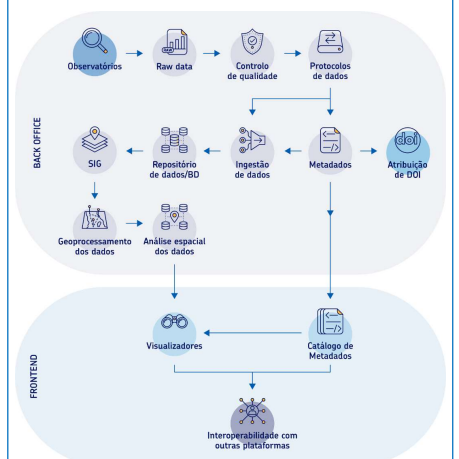 Observatórios
Raw data
Controlo
de qualidade
Protocolos
de dados
BACK OFFICE
SIG
Repositório
de dados/BD
Ingestão
de dados
Metadados
doi
Atribuição
de DOI
Geoprocessamento
dos dados
Análise espacial
dos dados
FRONTEND
Visualizadores
Catálogo de
Metadados
Interoperabilidade com
outras plataformas